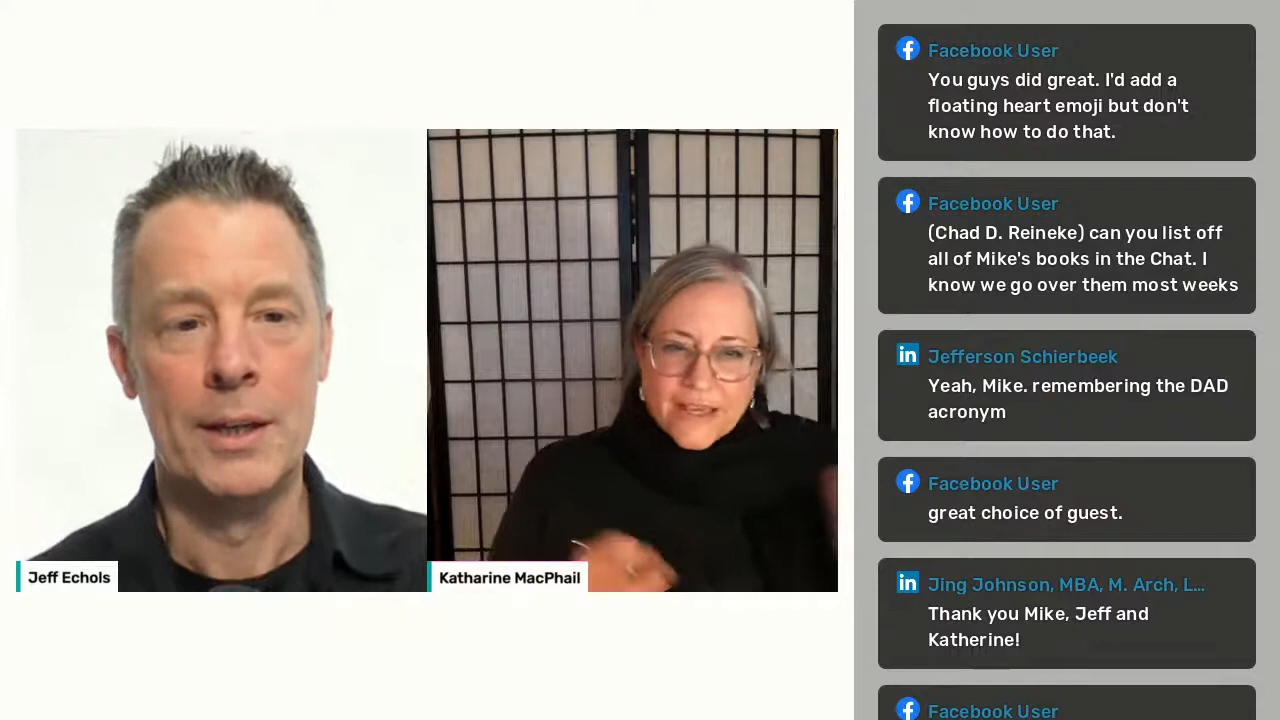 Jeff Echols
Katharine MacPhail
Facebook User
You guys did great. I'd add a
floating heart emoji but don't
know how to do that.
Facebook User
(Chad D. Reineke) can you list off
all of Mike's books in the Chat. I
know we go over them most weeks
Jefferson Schierbeek
Yeah, Mike. remembering the DAD
acronym
Facebook User
great choice of guest.
Jing Johnson, MBA, M. Arch, L...
Thank you Mike, Jeff and
Katherine!
Facebook User